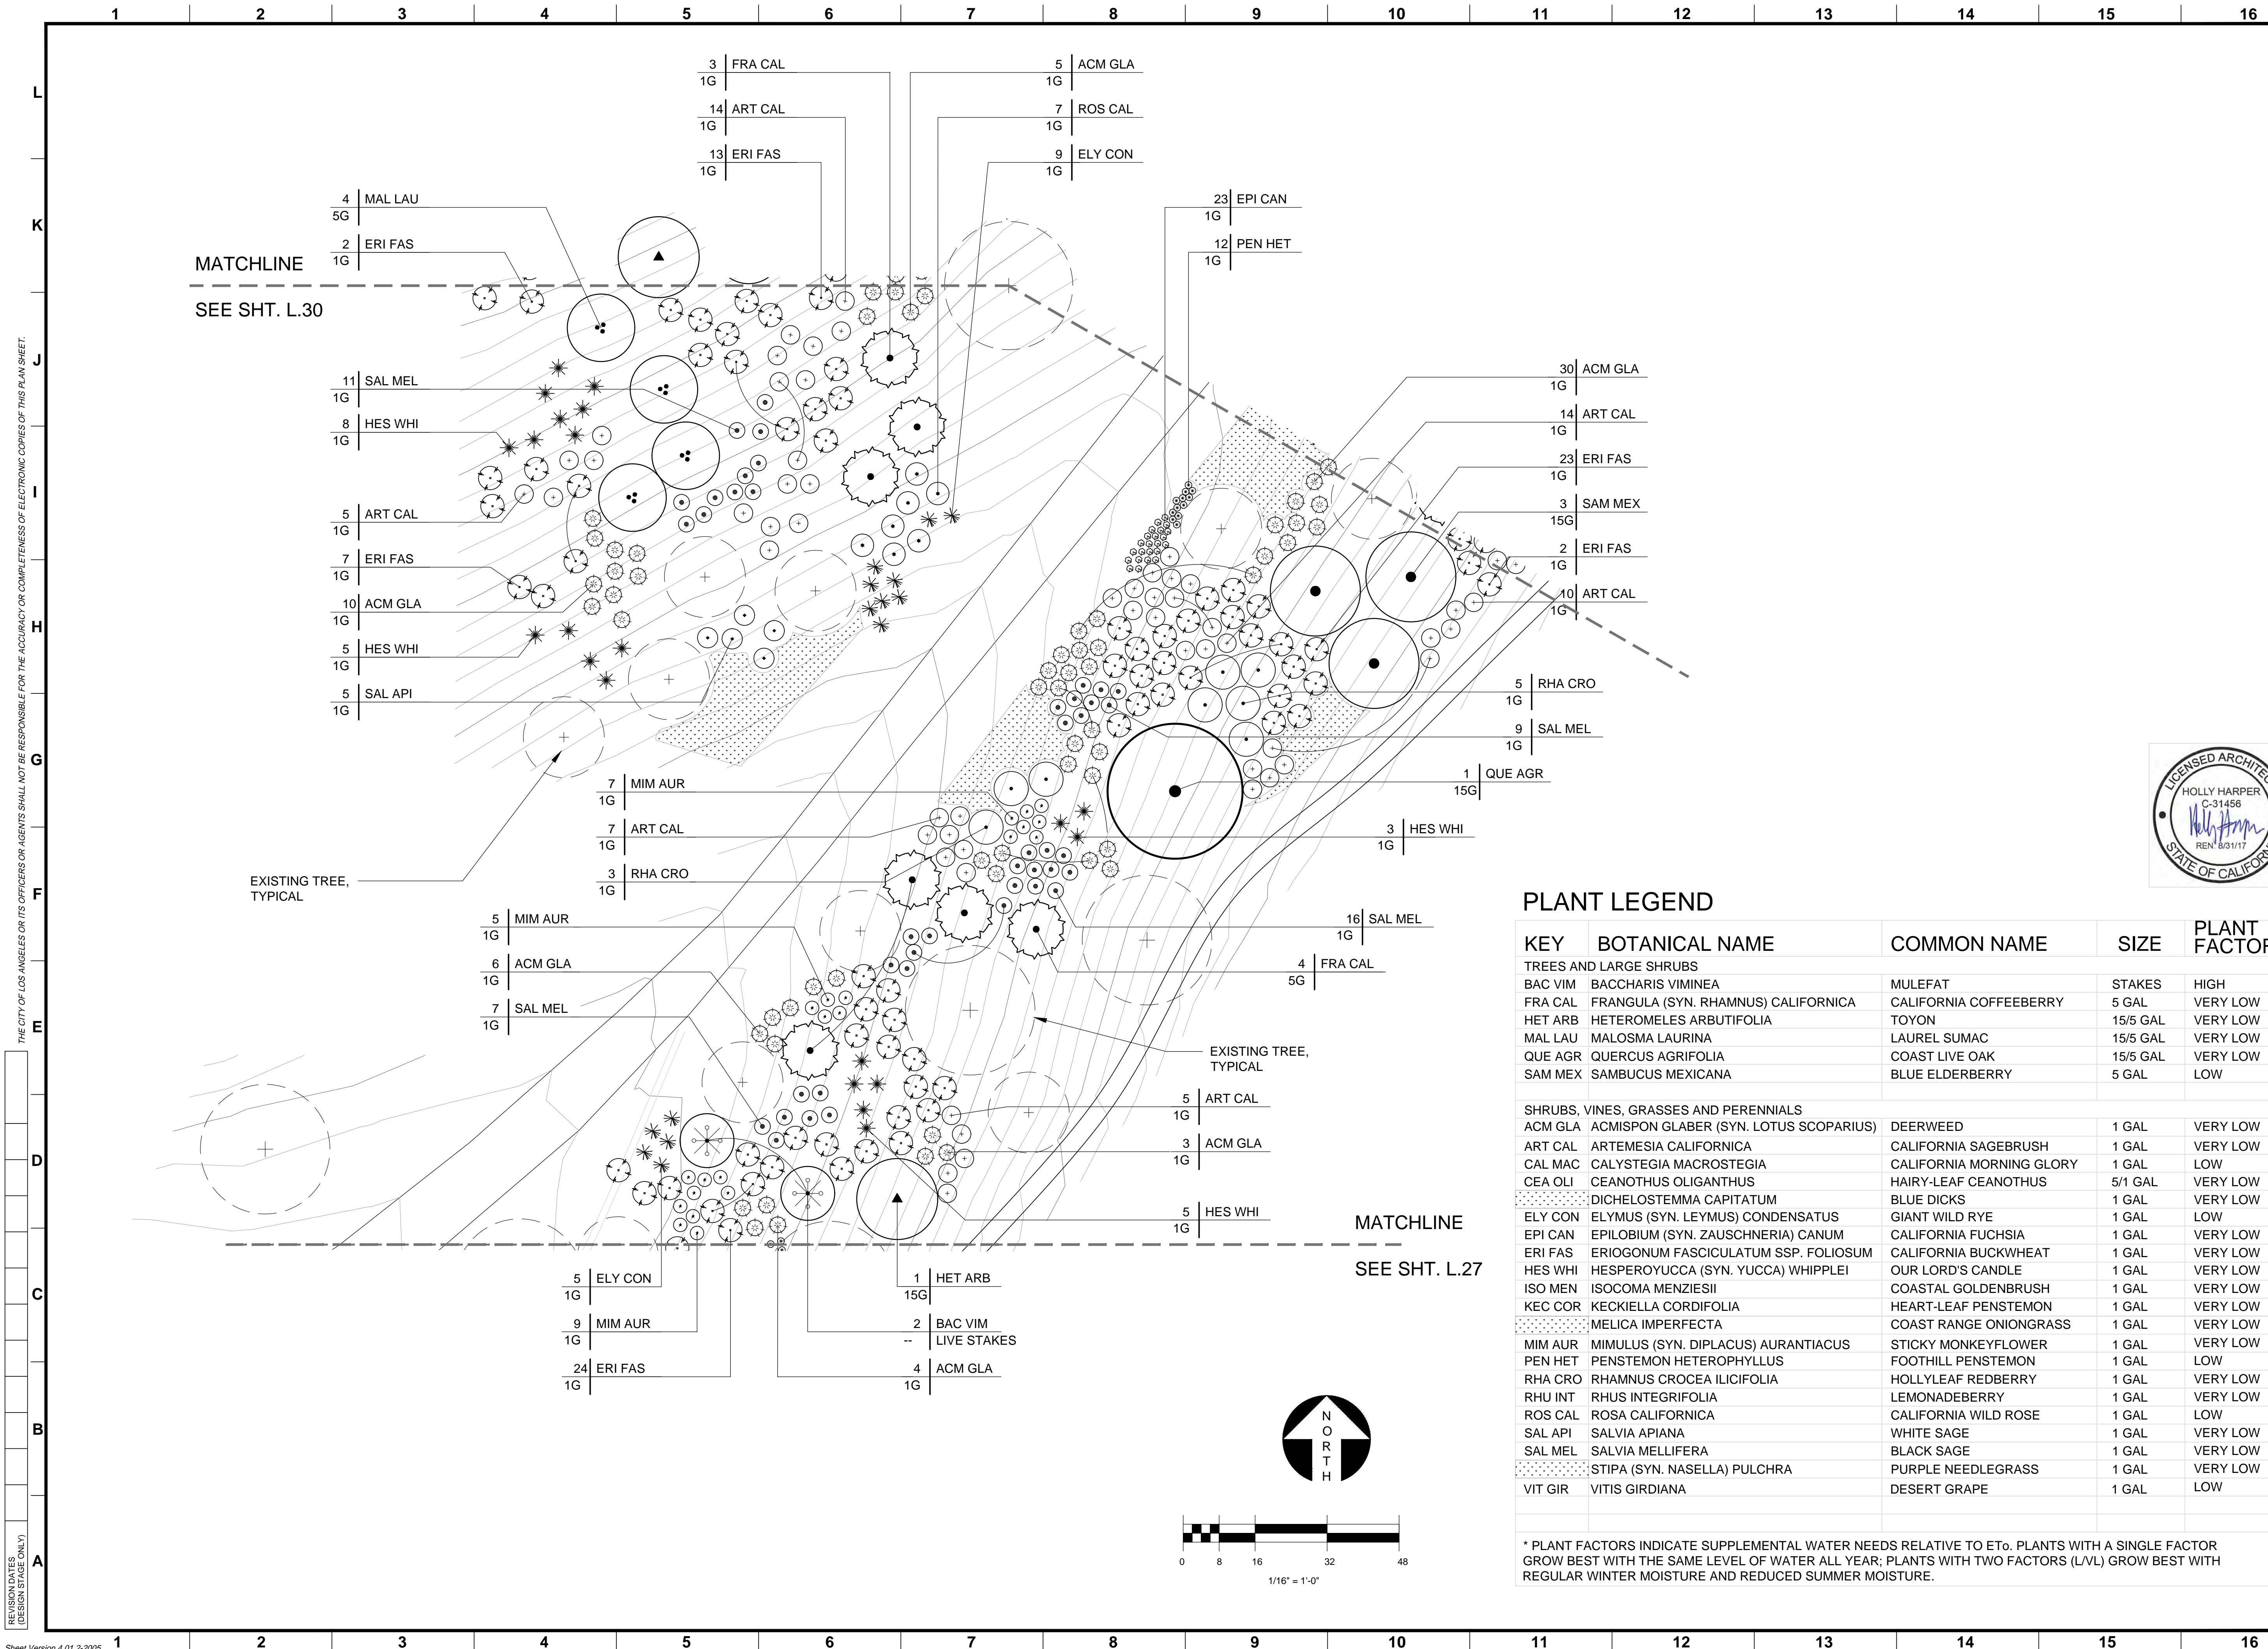 1 2 3 4 5 6 7 8 9 10 11 12 13 14 15 16
L
K
J
I
H
G
F
E
D
C
B
A
THE CITY OF LOS ANGELES OR ITS OFFICERS OR AGENTS SHALL NOT BE RESPONSIBLE FOR THE ACCURACY OR COMPLETENESS OF ELECTRONIC COPIES OF THIS PLAN SHEET.
REVISION DATES
(DESIGN STAGE ONLY)
3 FRA CAL
1G
14 ART CAL
1G
13 ERI FAS
1G
5 ACM GLA
1G
7 ROS CAL
1G
9 ELY CON
1G
4 MAL LAU
5G
2 ERI FAS
1G
23 EPI CAN
1G
12 PEN HET
1G
MATCHLINE
SEE SHT. L.30
11 SAL MEL
1G
8 HES WHI
1G
5 ART CAL
1G
7 ERI FAS
1G
10 ACM GLA
1G
5 HES WHI
1G
5 SAL API
1G
30 ACM GLA
1G
14 ART CAL
1G
23 ERI FAS
1G
3 SAM MEX
15G
2 ERI FAS
1G
10 ART CAL
1G
5 RHA CRO
1G
9 SAL MEL
1G
1 QUE AGR
15G
3 HES WHI
1G
7 MIM AUR
1G
7 ART CAL
1G
3 RHA CRO
1G
EXISTING TREE,
TYPICAL
5 MIM AUR
1G
6 ACM GLA
1G
7 SAL MEL
1G
16 SAL MEL
1G
4 FRA CAL
5G
EXISTING TREE,
TYPICAL
5 ART CAL
1G
3 ACM GLA
1G
5 HES WHI
1G
MATCHLINE
SEE SHT. L.27
5 ELY CON
1G
9 MIM AUR
1G
24 ERI FAS
1G
1 HET ARB
15G
2 BAC VIM
-- LIVE STAKES
4 ACM GLA
1G
NORTH
0 8 16 32 48
1/16" = 1'-0"
HOLLY HARPER
C-31456
REN. 8/31/17
PLANT LEGEND
KEY BOTANICAL NAME COMMON NAME SIZE PLANT
TREES AND LARGE SHRUBS
BAC VIM BACCHARIS VIMINEA MULEFAT STAKES HIGH
FRA CAL FRANGULA (SYN. RHAMNUS) CALIFORNICA CALIFORNIA COFFEEBERRY 5 GAL VERY LOW
HET ARB HETEROMELES ARBUTIFOLIA TOYON 15/5 GAL VERY LOW
MAL LAU MALOSMA LAURINA LAUREL SUMAC 15/5 GAL VERY LOW
QUE AGR QUERCUS AGRIFOLIA COAST LIVE OAK 15/5 GAL VERY LOW
SAM MEX SAMBUCUS MEXICANA BLUE ELDERBERRY 5 GAL LOW
SHRUBS, VINES, GRASSES AND PERENNIALS
ACM GLA ACMISPON GLABER (SYN. LOTUS SCOPARIUS) DEERWEED 1 GAL VERY LOW
ART CAL ARTEMESIA CALIFORNICA CALIFORNIA SAGEBRUSH 1 GAL VERY LOW
CAL MAC CALYSTEGIA MACROSTEGIA CALIFORNIA MORNING GLORY 1 GAL LOW
CEA OLI CEANOTHUS OLIGANTHUS HAIRY-LEAF CEANOTHUS 5/1 GAL VERY LOW
DICHELOSTEMMA CAPITATUM BLUE DICKS 1 GAL VERY LOW
ELY CON ELYMUS (SYN. LEYMUS) CONDENSATUS GIANT WILD RYE 1 GAL LOW
EPI CAN EPILOBIUM (SYN. ZAUSCHNERIA) CANUM CALIFORNIA FUCHSIA 1 GAL VERY LOW
ERI FAS ERIOGONUM FASCICULATUM SSP. FOLIOSUM CALIFORNIA BUCKWHEAT 1 GAL VERY LOW
HES WHI HESPEROYUCCA (SYN. YUCCA) WHIPPLEI OUR LORD'S CANDLE 1 GAL VERY LOW
ISO MEN ISOCOMA MENZIESII COASTAL GOLDENBRUSH 1 GAL VERY LOW
KEC COR KECKIELLA CORDIFOLIA HEART-LEAF PENSTEMON 1 GAL VERY LOW
MELICA IMPERFECTA COAST RANGE ONIONGRASS 1 GAL VERY LOW
MIM AUR MIMULUS (SYN. DIPLACUS) AURANTIACUS STICKY MONKEYFLOWER 1 GAL VERY LOW
PEN HET PENSTEMON HETEROPHYLLUS FOOTHILL PENSTEMON 1 GAL LOW
RHA CRO RHAMNUS CROCEA ILICIFOLIA HOLLYLEAF REDBERRY 1 GAL VERY LOW
RHU INT RHUS INTEGRIFOLIA LEMONADEBERRY 1 GAL VERY LOW
ROS CAL ROSA CALIFORNICA CALIFORNIA WILD ROSE 1 GAL LOW
SAL API SALVIA APIANA WHITE SAGE 1 GAL VERY LOW
SAL MEL SALVIA MELLIFERA BLACK SAGE 1 GAL VERY LOW
STIPA (SYN. NASELLA) PULCHRA PURPLE NEEDLEGRASS 1 GAL VERY LOW
VIT GIR VITIS GIRDIANA DESERT GRAPE 1 GAL LOW
* PLANT FACTORS INDICATE SUPPLEMENTAL WATER NEEDS RELATIVE TO ETo. PLANTS WITH A SINGLE FACTOR
GROW BEST WITH THE SAME LEVEL OF WATER ALL YEAR; PLANTS WITH TWO FACTORS (L/VL) GROW BEST WITH
REGULAR WINTER MOISTURE AND REDUCED SUMMER MOISTURE.
1 2 3 4 5 6 7 8 9 10 11 12 13 14 15 16